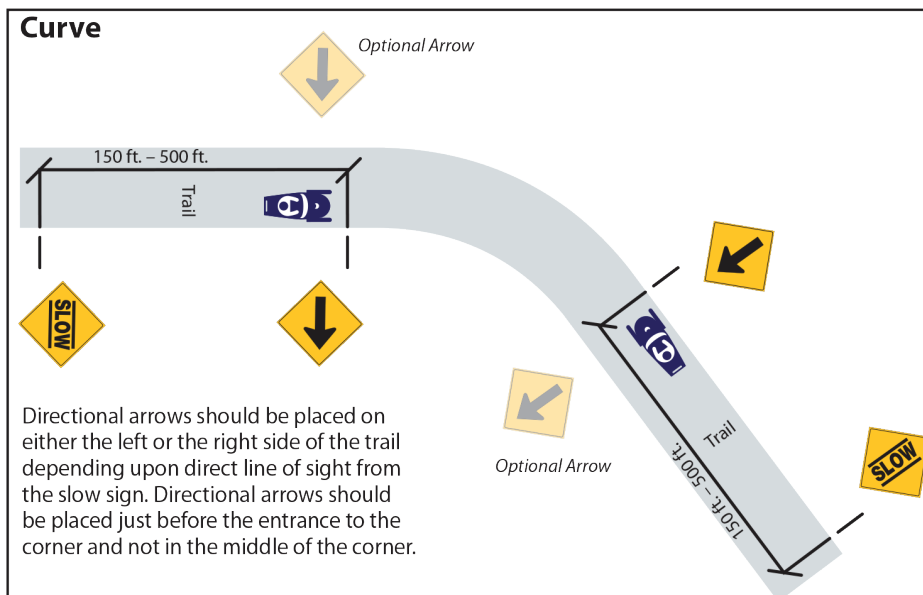 Curve
Optional Arrow
150 ft. – 500 ft.
Trail
SLOW
Directional arrows should be placed on
either the left or the right side of the trail
depending upon direct line of sight from
the slow sign. Directional arrows should
be placed just before the entrance to the
corner and not in the middle of the corner.
Optional Arrow
Trail
150 ft. – 500 ft.
SLOW